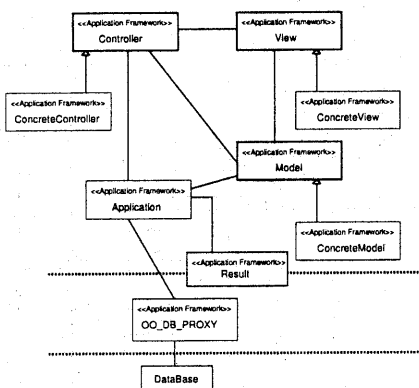 <<Application Framework>>
Controller
<<Application Framework>>
View
<<Application Framework>>
ConcreteController
<<Application Framework>>
ConcreteView
<<Application Framework>>
Model
<<Application Framework>>
Application
<<Application Framework>>
ConcreteModel
<<Application Framework>>
Result
<<Application Framework>>
OO_DB_PROXY
DataBase